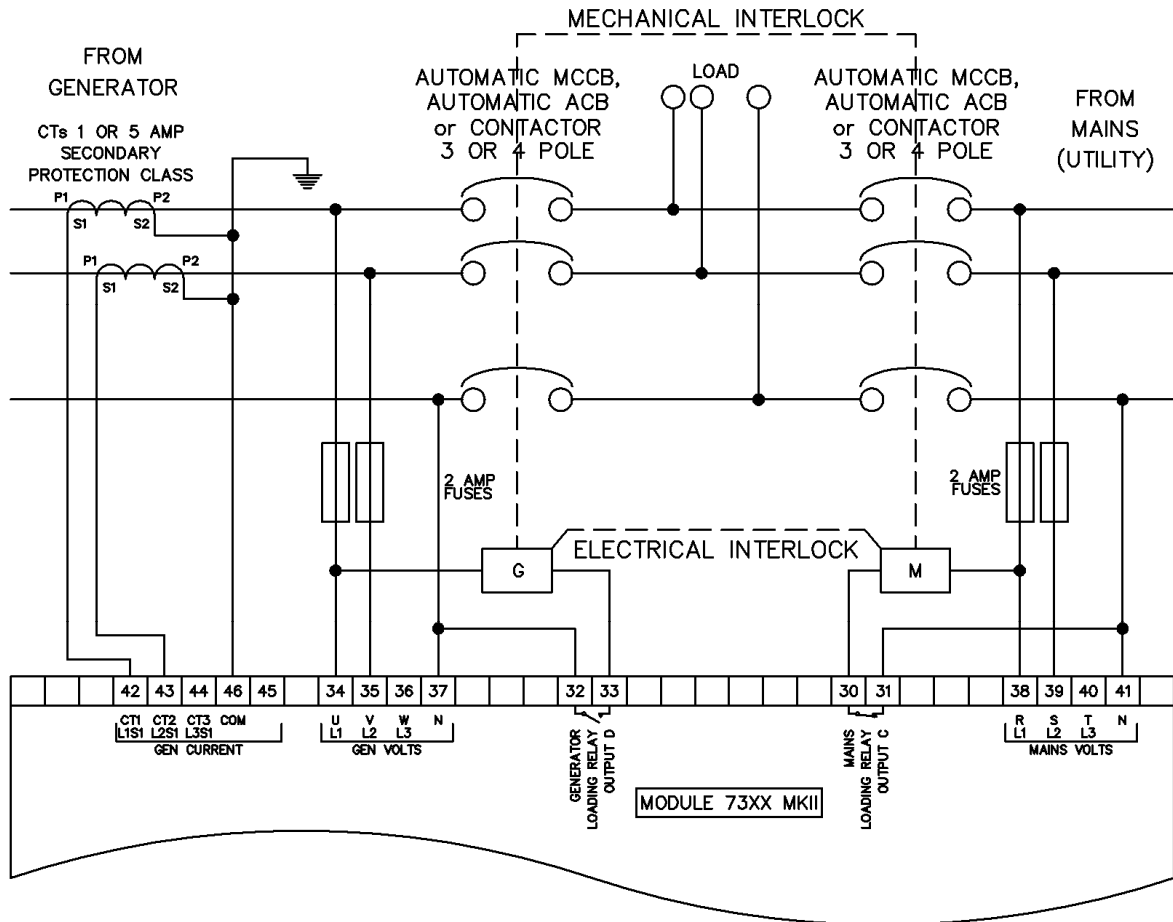 MECHANICAL INTERLOCK
FROM
GENERATOR
CTs 1 OR 5 AMP
SECONDARY
PROTECTION CLASS
AUTOMATIC MCCB,
AUTOMATIC ACB
or CONTACTOR
3 OR 4 POLE
LOAD
AUTOMATIC MCCB,
AUTOMATIC ACB
or CONTACTOR
3 OR 4 POLE
FROM
MAINS
(UTILITY)
P1 P2
S1 S2
P1 P2
S1 S2
2 AMP
FUSES
2 AMP
FUSES
ELECTRICAL INTERLOCK
G
M
42 43 44 46 45 34 35 36 37 32 33 30 31 38 39 40 41
CT1 CT2 CT3 COM
L1S1 L2S1 L3S1
GEN CURRENT
U V W N
L1 L2 L3
GEN VOLTS
GENERATOR
LOADING RELAY
OUTPUT D
MAINS
LOADING RELAY
OUTPUT C
R S T N
L1 L2 L3
MAINS VOLTS
MODULE 73XX MKII